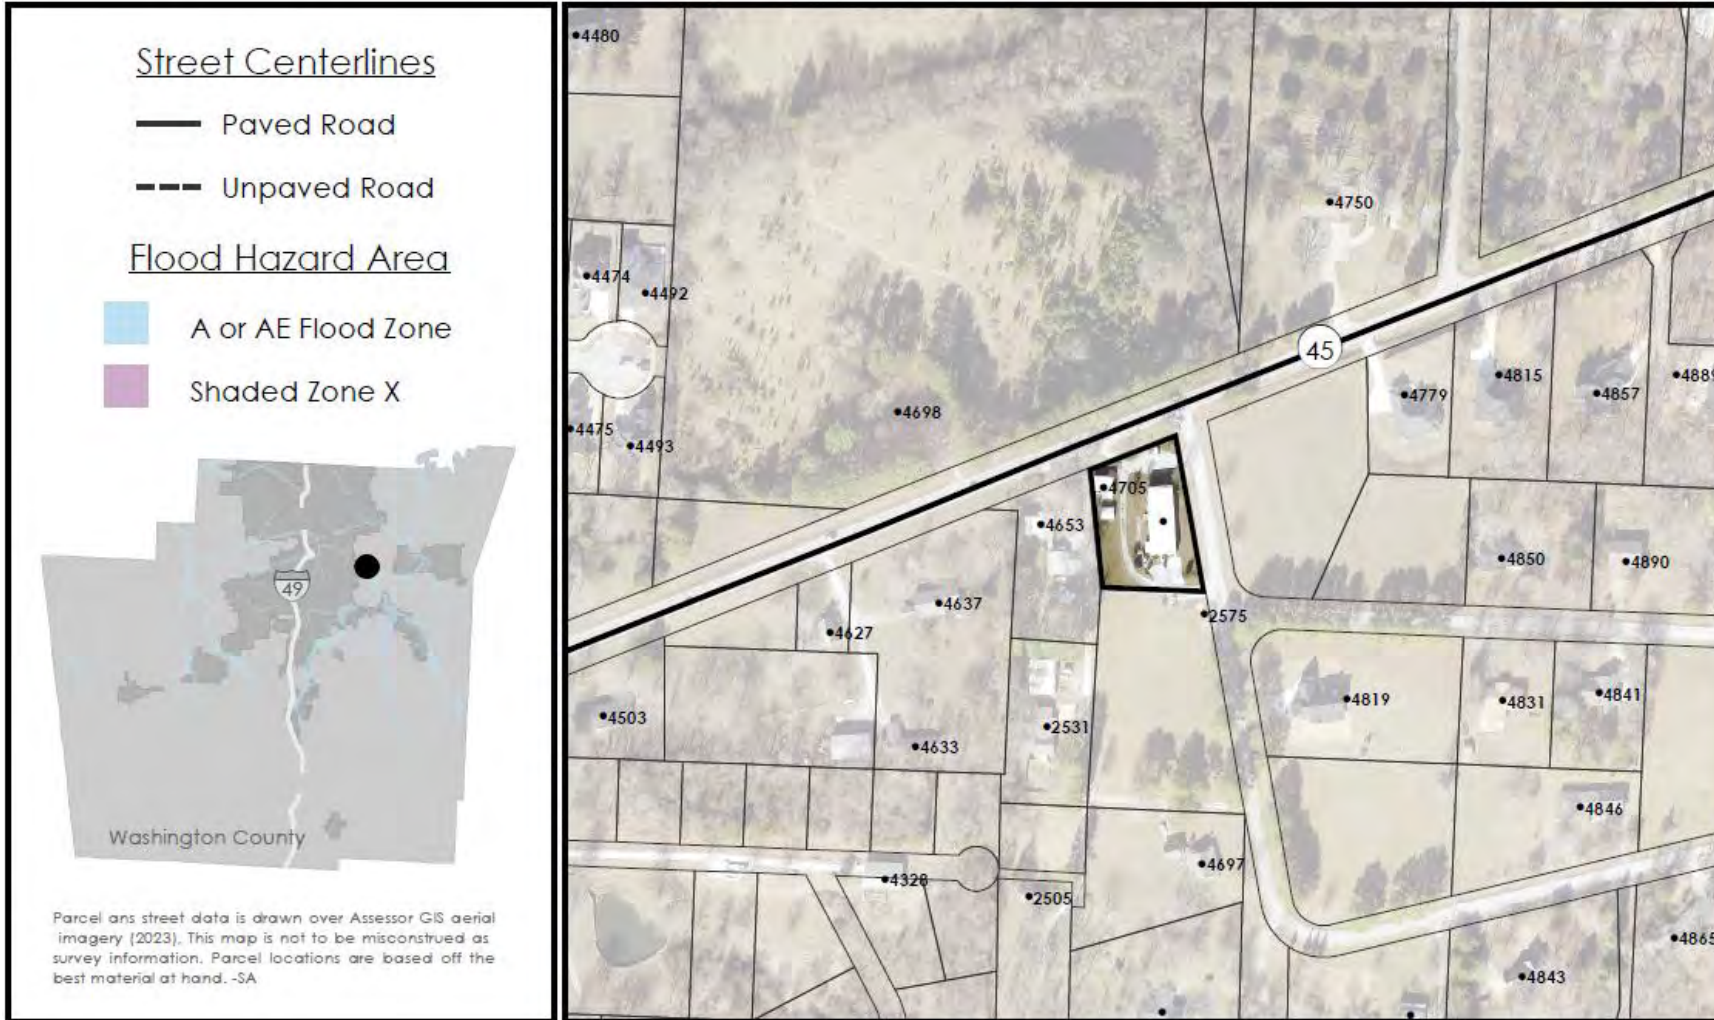 Street Centerlines
Paved Road
Unpaved Road
Flood Hazard Area
A or AE Flood Zone
Shaded Zone X
49
Washington County
Parcel ans street data is drawn over Assessor GIS aerial
imagery (2023). This map is not to be misconstrued as
survey information. Parcel locations are based off the
best material at hand. -SA
4480
4750
4474
4492
45
4815
4889
4779
4857
4698
4475
4493
4705
4653
4850
4890
4637
2575
4627
4841
4819
4831
4503
2531
4633
4846
4697
4328
2505
4865
4843